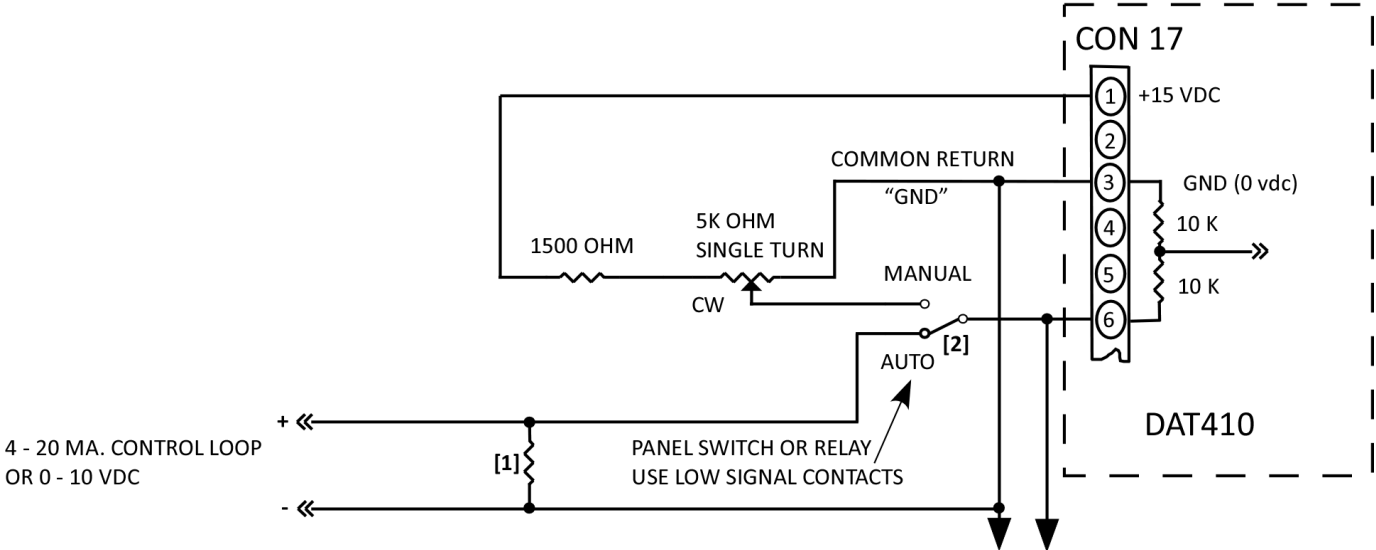 CON 17
1
+15 VDC
2
COMMON RETURN
3
GND (0 vdc)
“GND”
5K OHM
10 K
4
1500 OHM
SINGLE TURN
MANUAL
5
10 K
CW
6
[2]
AUTO
DAT410
+
4 - 20 MA. CONTROL LOOP
[1]
PANEL SWITCH OR RELAY
OR 0 - 10 VDC
USE LOW SIGNAL CONTACTS
-